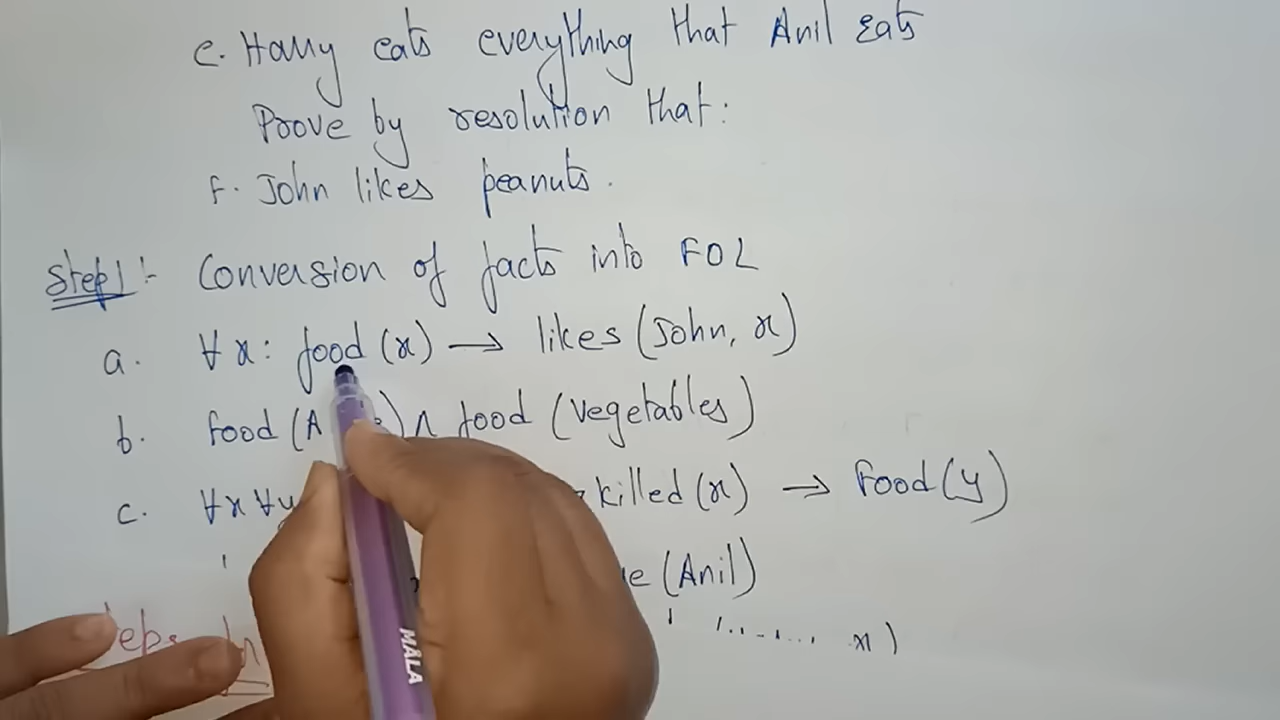 e. Harry eats everything that Anil Eats
Prove by resolution that:
F. John likes peanuts.
Step1:- Conversion of facts into FOL
a. ∀x: food(x) → likes(John, x)
b. food(A ∧ food(vegetables)
c. ∀x ∀y killed(x) → Food(y)
e(Anil)
x)
MALA